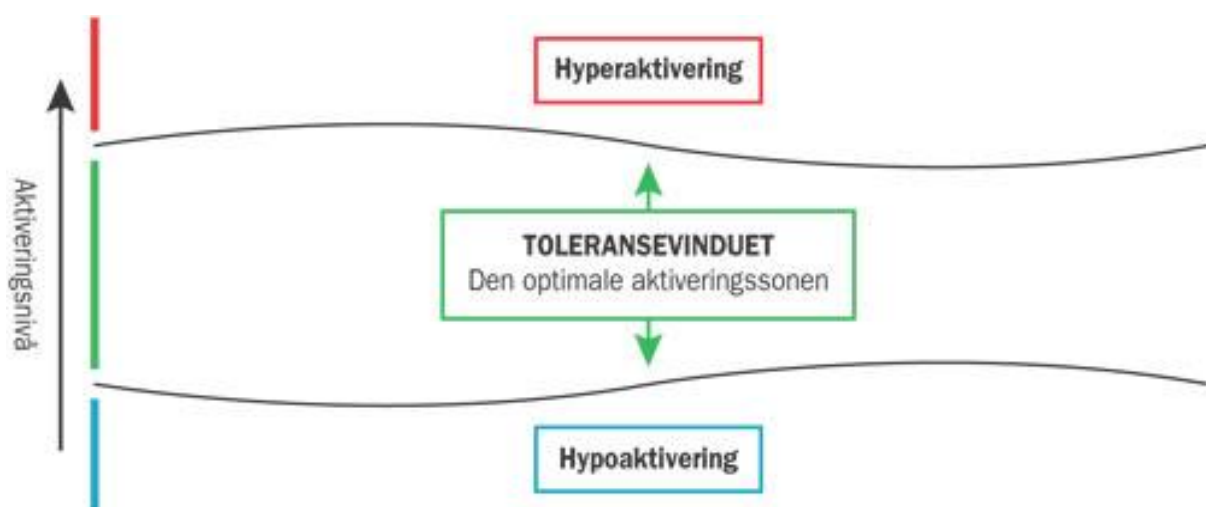 Hyperaktivering
Aktiveringsnivå
TOLERANSEVINDUET
Den optimale aktiveringssonen
Hypoaktivering